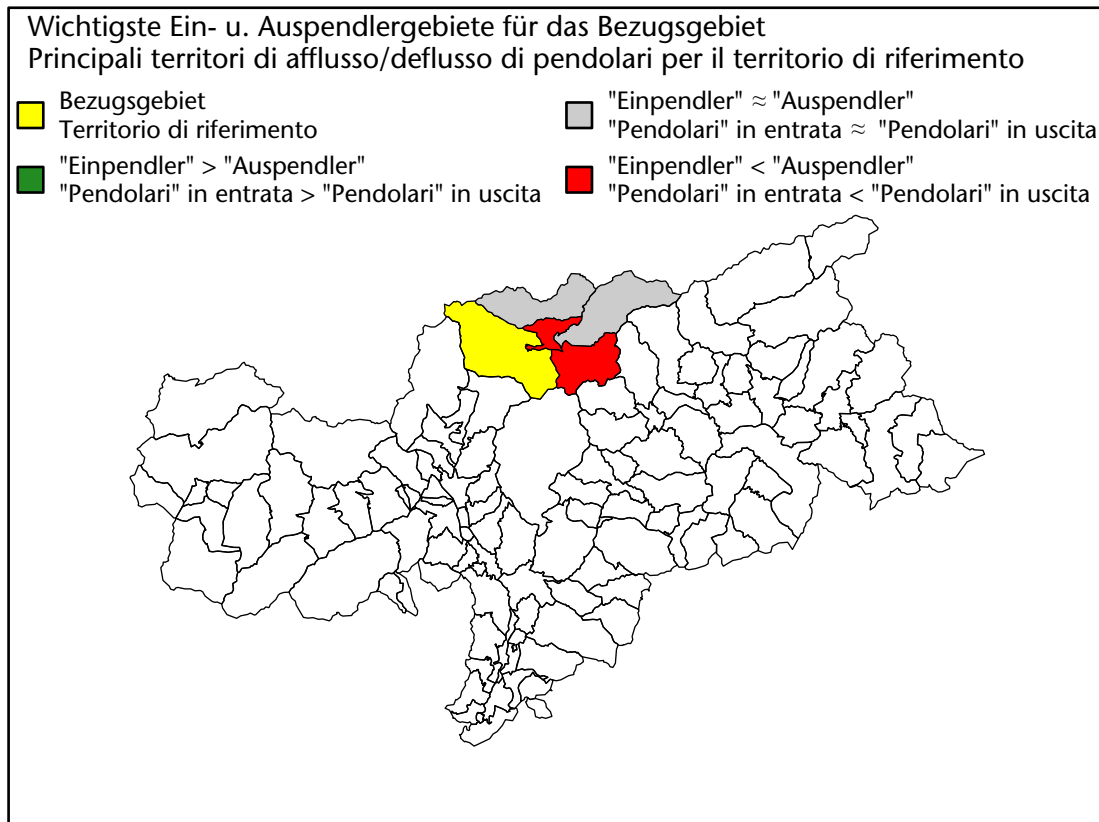 Wichtigste Ein- u. Auspendlergebiete für das Bezugsgebiet
Principali territori di afflusso/deflusso di pendolari per il territorio di riferimento
Bezugsgebiet
Territorio di riferimento
"Einpendler" > "Auspendler"
"Pendolari" in entrata > "Pendolari" in uscita
"Einpendler" ≈ "Auspendler"
"Pendolari" in entrata ≈ "Pendolari" in uscita
"Einpendler" < "Auspendler"
"Pendolari" in entrata < "Pendolari" in uscita